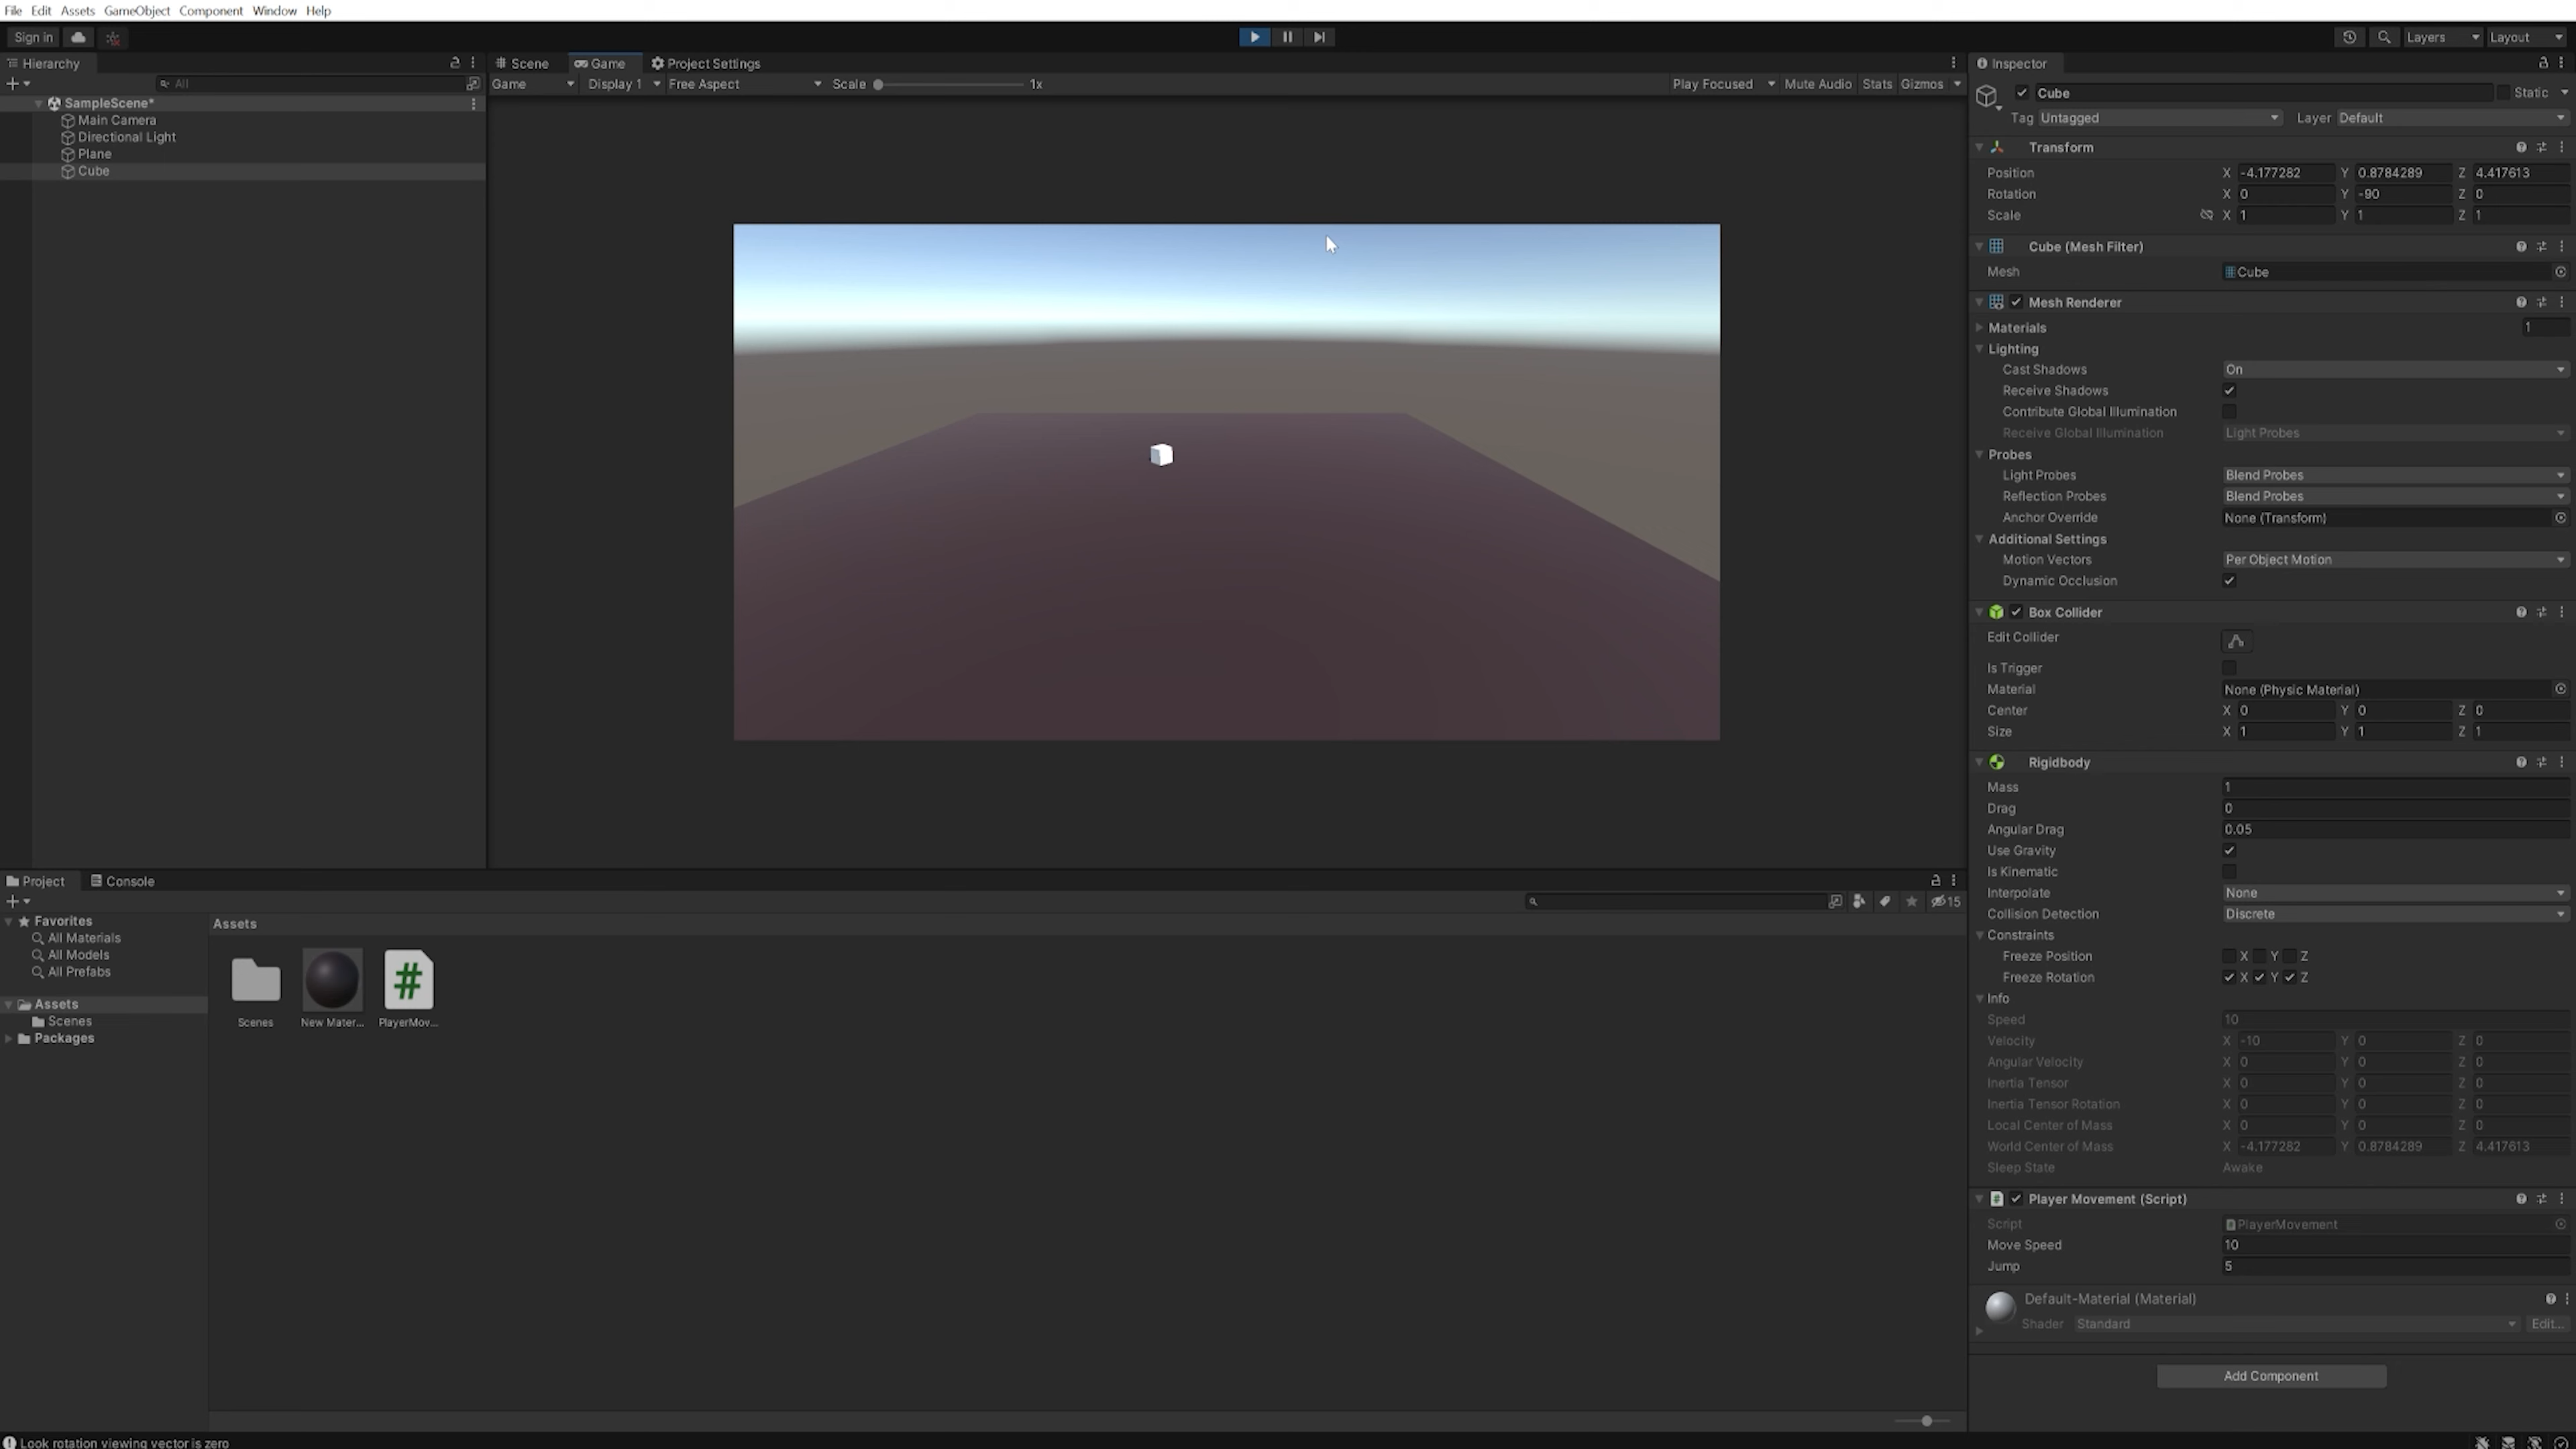 File Edit Assets GameObject Component Window Help
Sign in Layers Layout
Hierarchy
All
SampleScene*
Main Camera
Directional Light
Plane
Cube
Scene Game Project Settings
Game Display 1 Free Aspect Scale 1x Play Focused Mute Audio Stats Gizmos
Inspector
Cube Static
Tag Untagged Layer Default
Transform
Position X -4.177282 Y 0.8784289 Z 4.417613
Rotation X 0 Y -90 Z 0
Scale X 1 Y 1 Z 1
Cube (Mesh Filter)
Mesh Cube
Mesh Renderer
Materials 1
Lighting
Cast Shadows On
Receive Shadows
Contribute Global Illumination
Receive Global Illumination Light Probes
Probes
Light Probes Blend Probes
Reflection Probes Blend Probes
Anchor Override None (Transform)
Additional Settings
Motion Vectors Per Object Motion
Dynamic Occlusion
Box Collider
Edit Collider
Is Trigger
Material None (Physic Material)
Center X 0 Y 0 Z 0
Size X 1 Y 1 Z 1
Rigidbody
Mass 1
Drag 0
Angular Drag 0.05
Use Gravity
Is Kinematic
Interpolate None
Collision Detection Discrete
Constraints
Freeze Position X Y Z
Freeze Rotation X Y Z
Info
Speed 10
Velocity X -10 Y 0 Z 0
Angular Velocity X 0 Y 0 Z 0
Inertia Tensor X 0 Y 0 Z 0
Inertia Tensor Rotation X 0 Y 0 Z 0
Local Center of Mass X 0 Y 0 Z 0
World Center of Mass X -4.177282 Y 0.8784289 Z 4.417613
Sleep State Awake
Player Movement (Script)
Script PlayerMovement
Move Speed 10
Jump 5
Default-Material (Material)
Shader Standard Edit...
Add Component
Project Console
15
Favorites
All Materials
All Models
All Prefabs
Assets
Scenes
Packages
Assets
Scenes New Mater... PlayerMov...
Look rotation viewing vector is zero